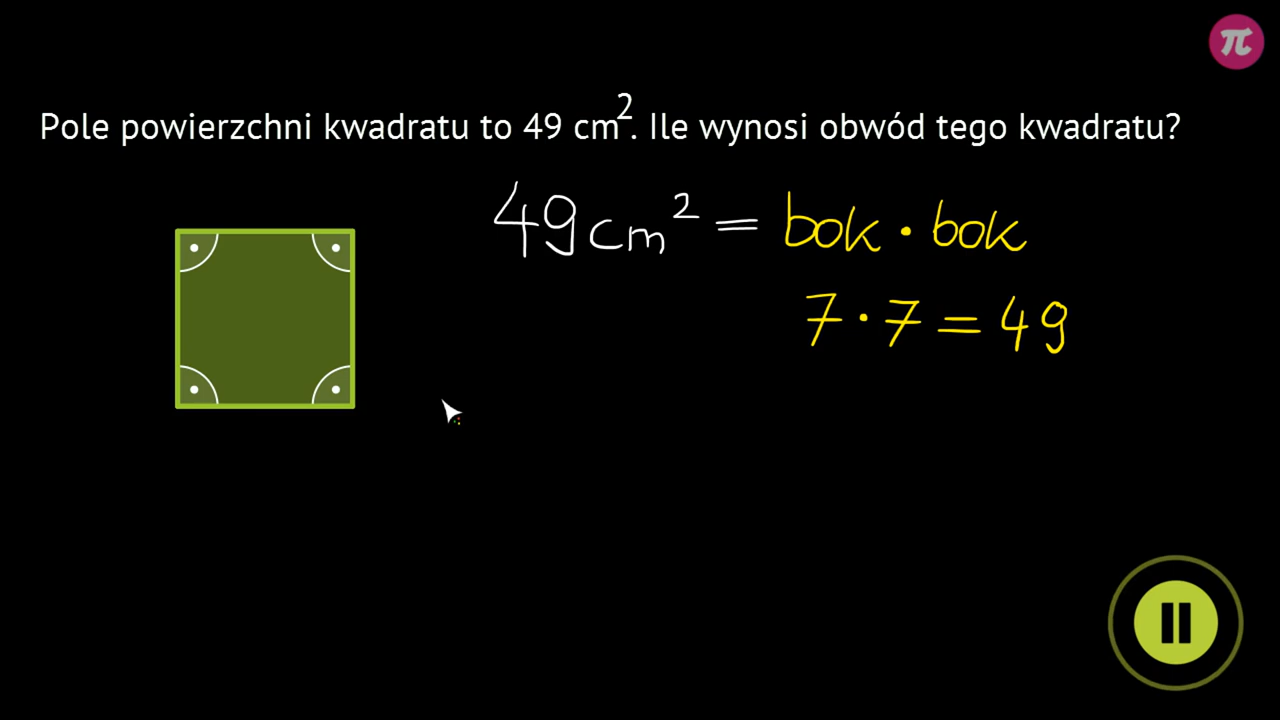 π
Pole powierzchni kwadratu to 49 cm². Ile wynosi obwód tego kwadratu?
49 cm² = bok · bok
7 · 7 = 49